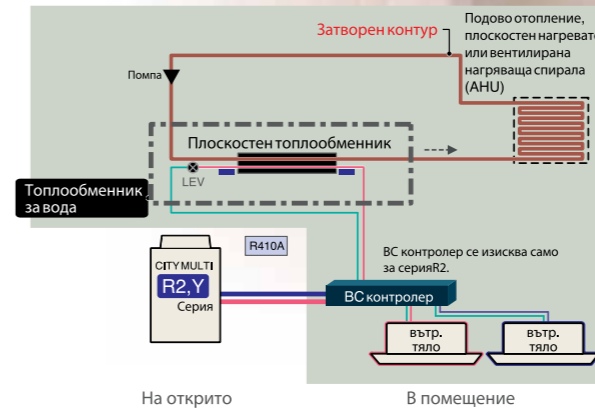 Затворен контур
Подово отопление,
плоскостен нагревате
или вентилирана
нагряваща спирала
(AHU)
Помпа
Плоскостен топлообменник
LEV
Топлообменник
за вода
R410A
CITY MULTI
R2,Y
Серия
BC контролер се изисква само
за серияR2.
BC контролер
вътр.
тяло
вътр.
тяло
На открито
В помещение